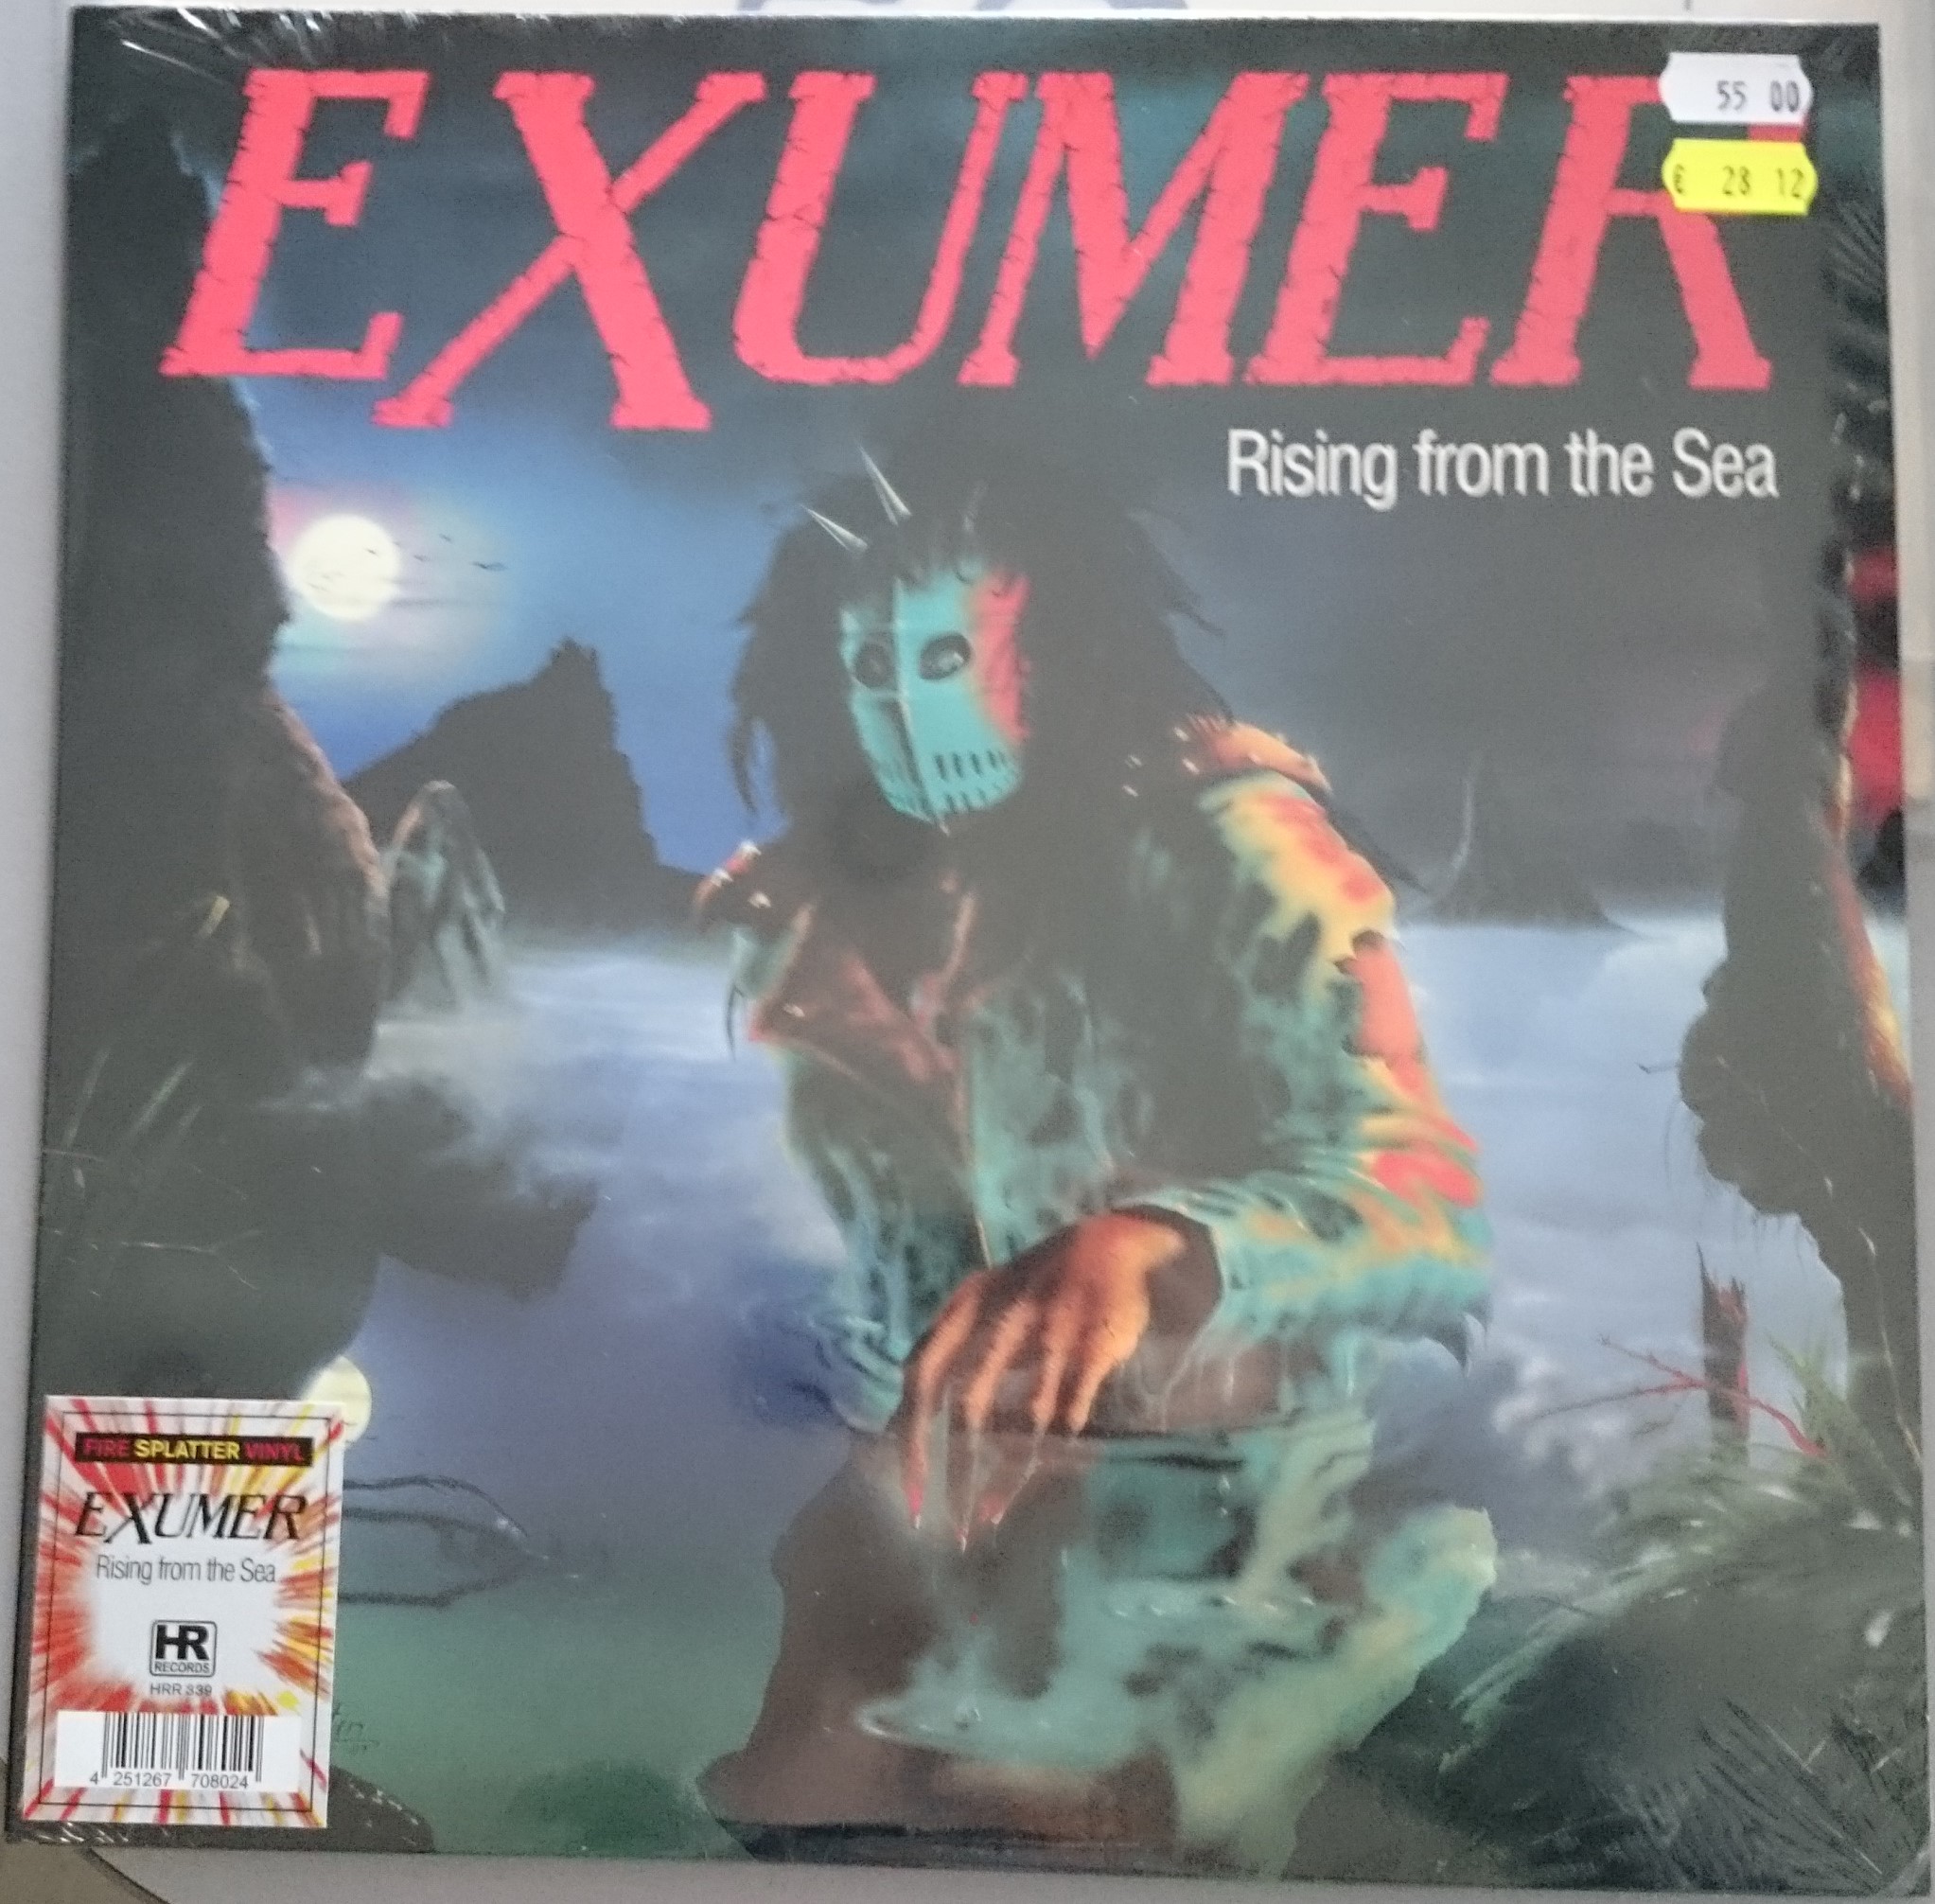 EXUMER
55 00
€ 28 12
Rising from the Sea
FIRE SPLATTER VINYL
EXUMER
Rising from the Sea
HR
RECORDS
HRR 339
4 251267 708024